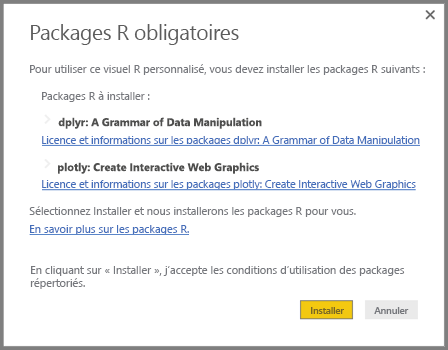 Packages R obligatoires
Pour utiliser ce visuel R personnalisé, vous devez installer les packages R suivants :
Packages R à installer :
dplyr: A Grammar of Data Manipulation
Licence et informations sur les packages dplyr: A Grammar of Data Manipulation
plotly: Create Interactive Web Graphics
Licence et informations sur les packages plotly: Create Interactive Web Graphics
Sélectionnez Installer et nous installerons les packages R pour vous.
En savoir plus sur les packages R.
En cliquant sur « Installer », j'accepte les conditions d'utilisation des packages
répertoriés.
Installer Annuler